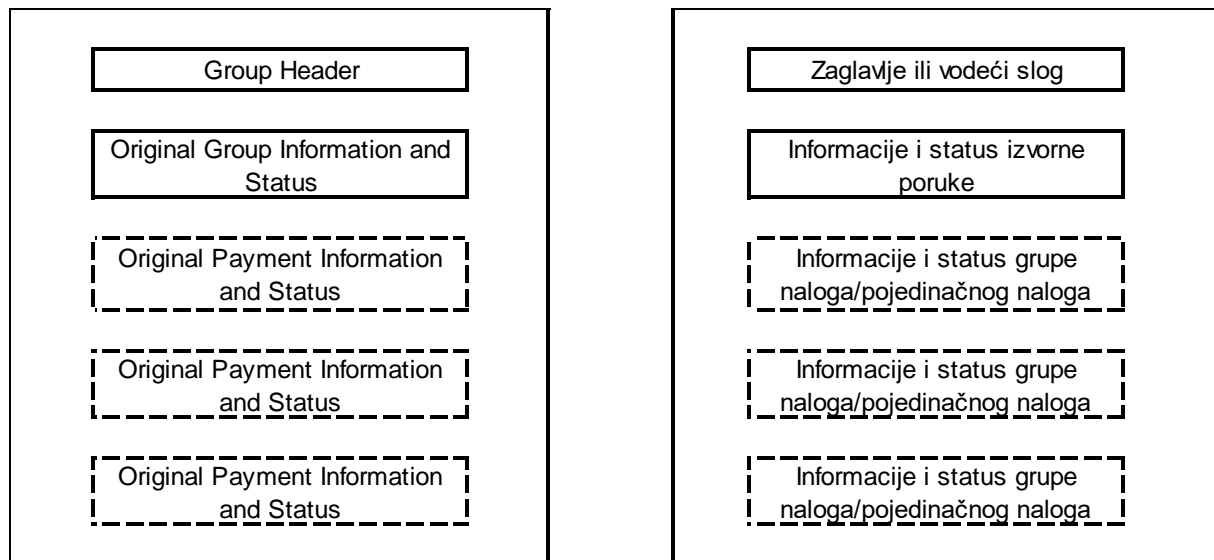 Group Header
Original Group Information and
Status
Original Payment Information
and Status
Original Payment Information
and Status
Original Payment Information
and Status
Zaglavlje ili vodeći slog
Informacije i status izvorne
poruke
Informacije i status grupe
naloga/pojedinačnog naloga
Informacije i status grupe
naloga/pojedinačnog naloga
Informacije i status grupe
naloga/pojedinačnog naloga